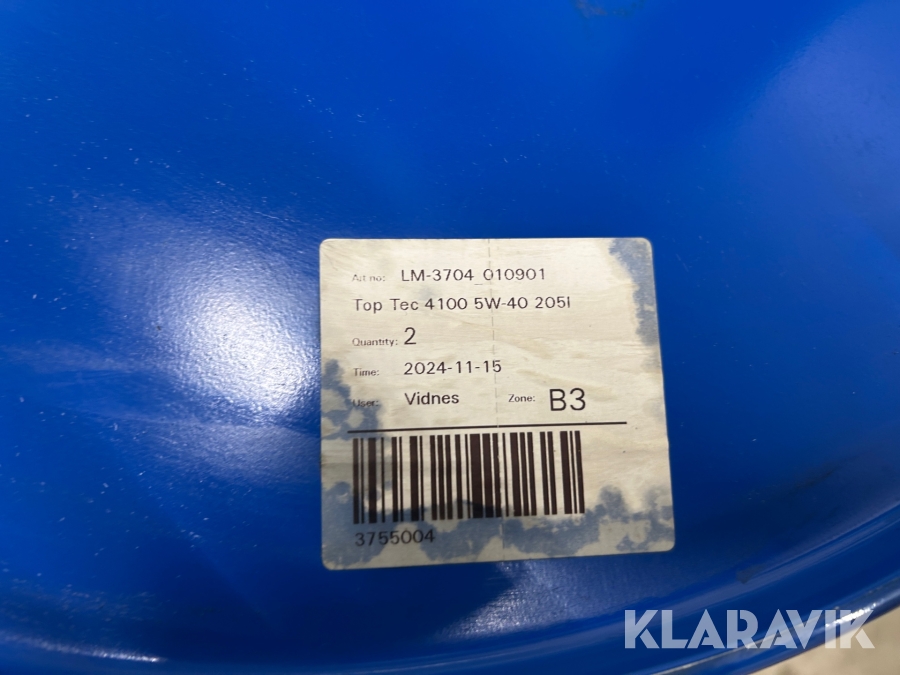 Art no: LM-3704_010901
Top Tec 4100 5W-40 205l
Quantity: 2
Time: 2024-11-15
User: Vidnes Zone: B3
3755004
KLARAVIK